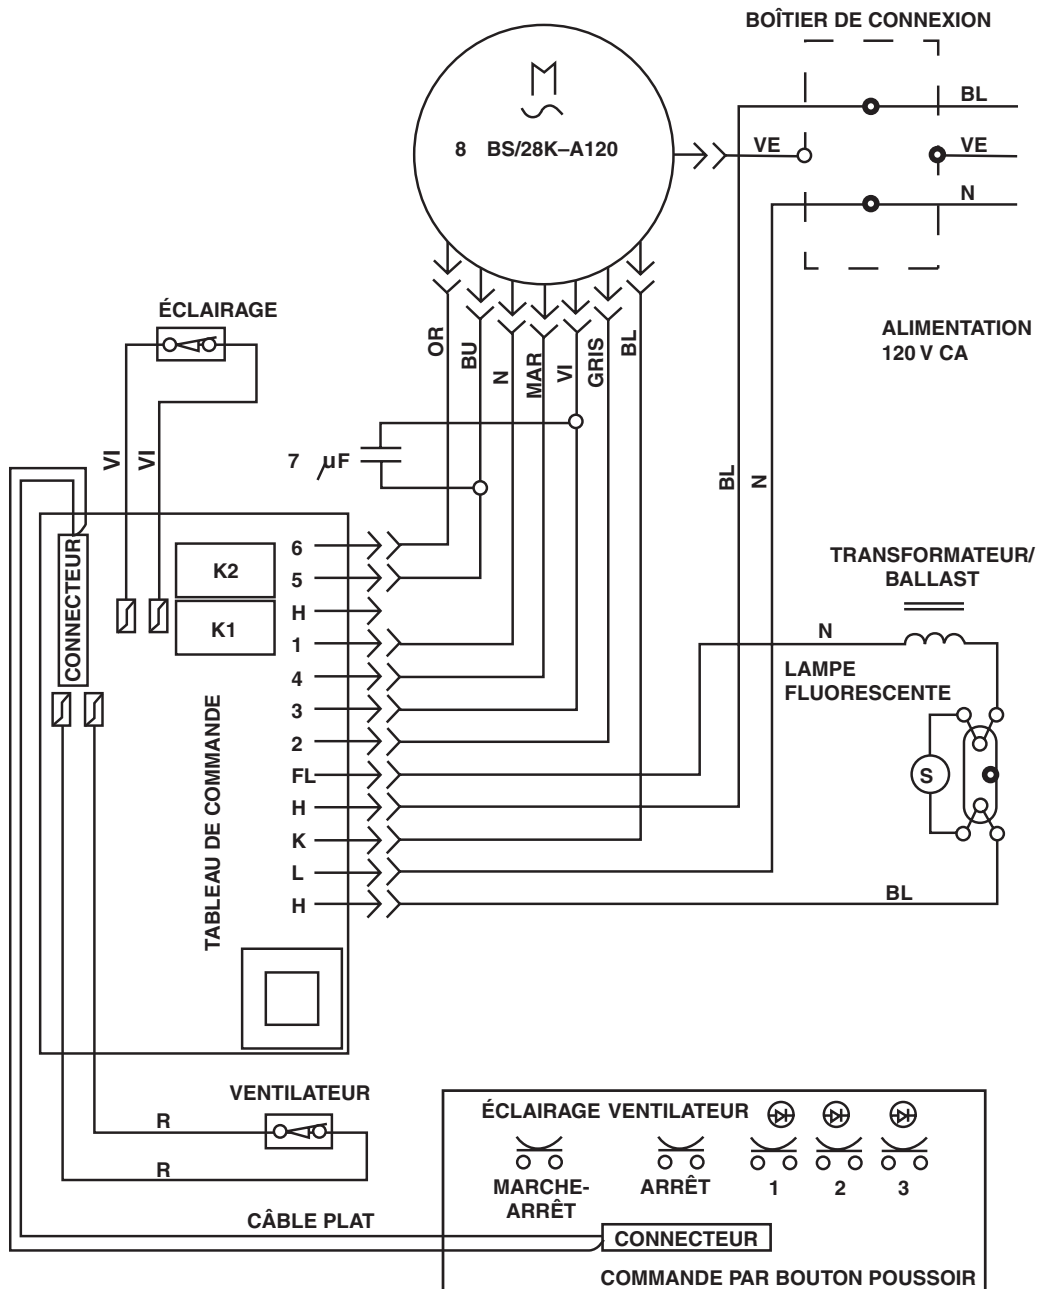 BOÎTIER DE CONNEXION
BL
8 BS/28K–A120
VE
VE
N
ÉCLAIRAGE
ALIMENTATION
120 V CA
OR
BU
N
MAR
VI
GRIS
BL
VI
VI
7 µF
BL
N
CONNECTEUR
K2
K1
6
5
H
1
4
3
2
FL
H
K
L
H
TABLEAU DE COMMANDE
TRANSFORMATEUR/
BALLAST
N
LAMPE
FLUORESCENTE
S
BL
VENTILATEUR
R
R
CÂBLE PLAT
ÉCLAIRAGE VENTILATEUR
MARCHE-
ARRÊT
ARRÊT
1
2
3
CONNECTEUR
COMMANDE PAR BOUTON POUSSOIR